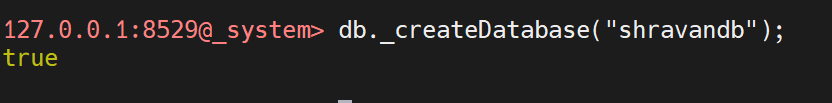 127.0.0.1:8529@_system> db._createDatabase("shravandb");
true